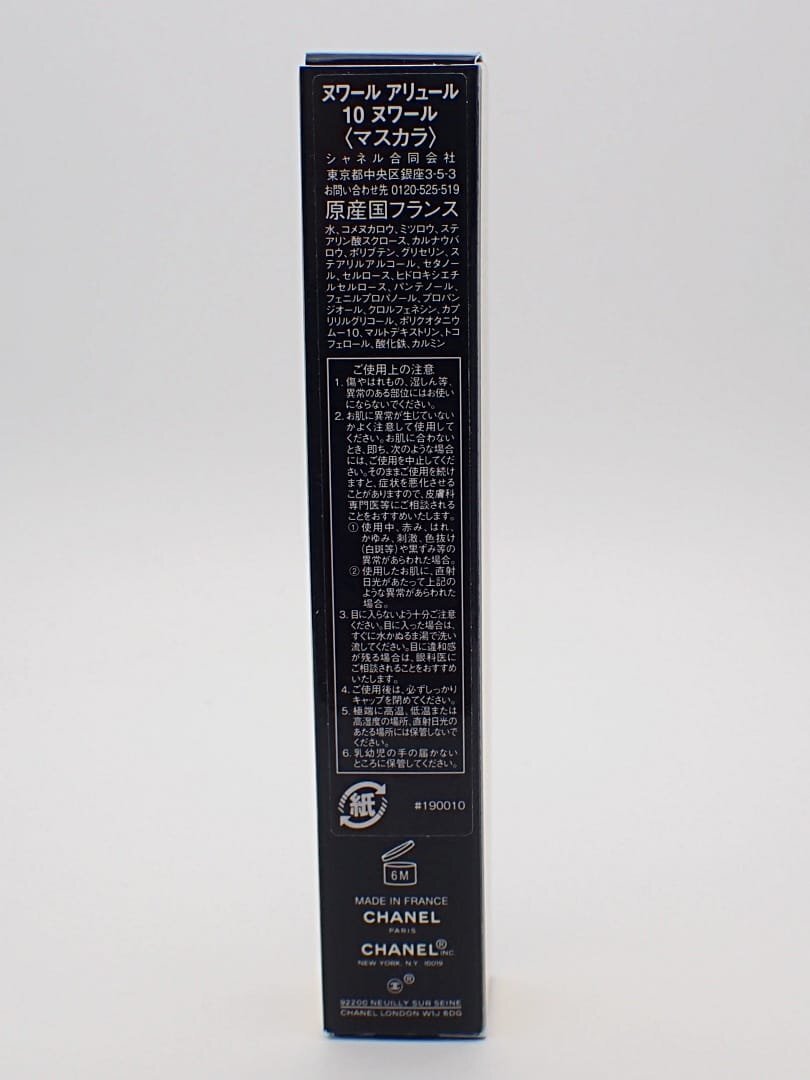 ヌワール アリュール
10 ヌワール
〈マスカラ〉
シャネル合同会社
東京都中央区銀座3-5-3
お問い合わせ先 0120-525-519
原産国フランス
水、コメヌカロウ、ミツロウ、ステ
アリン酸スクロース、カルナウバ
ロウ、ポリブテン、グリセリン、ス
テアリルアルコール、セタノー
ル、セルロース、ヒドロキシエチ
ルセルロース、パンテノール、
フェニルプロパノール、プロパン
ジオール、クロルフェネシン、カプ
リリルグリコール、ポリクオタニウ
ム－10、マルトデキストリン、トコ
フェロール、酸化鉄、カルミン
ご使用上の注意
1. 傷やはれもの、湿しん等、
異常のある部位にはお使い
にならないでください。
2. お肌に異常が生じていない
かよく注意して使用して
ください。お肌に合わない
とき、即ち、次のような場合
には、ご使用を中止してくだ
さい。そのままご使用を続け
ますと、症状を悪化させる
ことがありますので、皮膚科
専門医等にご相談される
ことをおすすめいたします。
① 使用中、赤み、はれ、
かゆみ、刺激、色抜け
(白斑等)や黒ずみ等の
異常があらわれた場合。
② 使用したお肌に、直射
日光があたって上記の
ような異常があらわれた
場合。
3. 目に入らないよう十分ご注意
ください。目に入った場合は、
すぐに水かぬるま湯で洗い
流してください。目に違和感
が残る場合は、眼科医に
ご相談されることをおすすめ
いたします。
4. ご使用後は、必ずしっかり
キャップを閉めてください。
5. 極端に高温、低温または
高湿度の場所、直射日光の
あたる場所には保管しないで
ください。
6. 乳幼児の手の届かない
ところに保管してください。
紙 #190010
6M
MADE IN FRANCE
CHANEL
PARIS
CHANEL® INC.
NEW YORK, N.Y. 10019
®
92200 NEUILLY SUR SEINE
CHANEL LONDON W1J 6DG